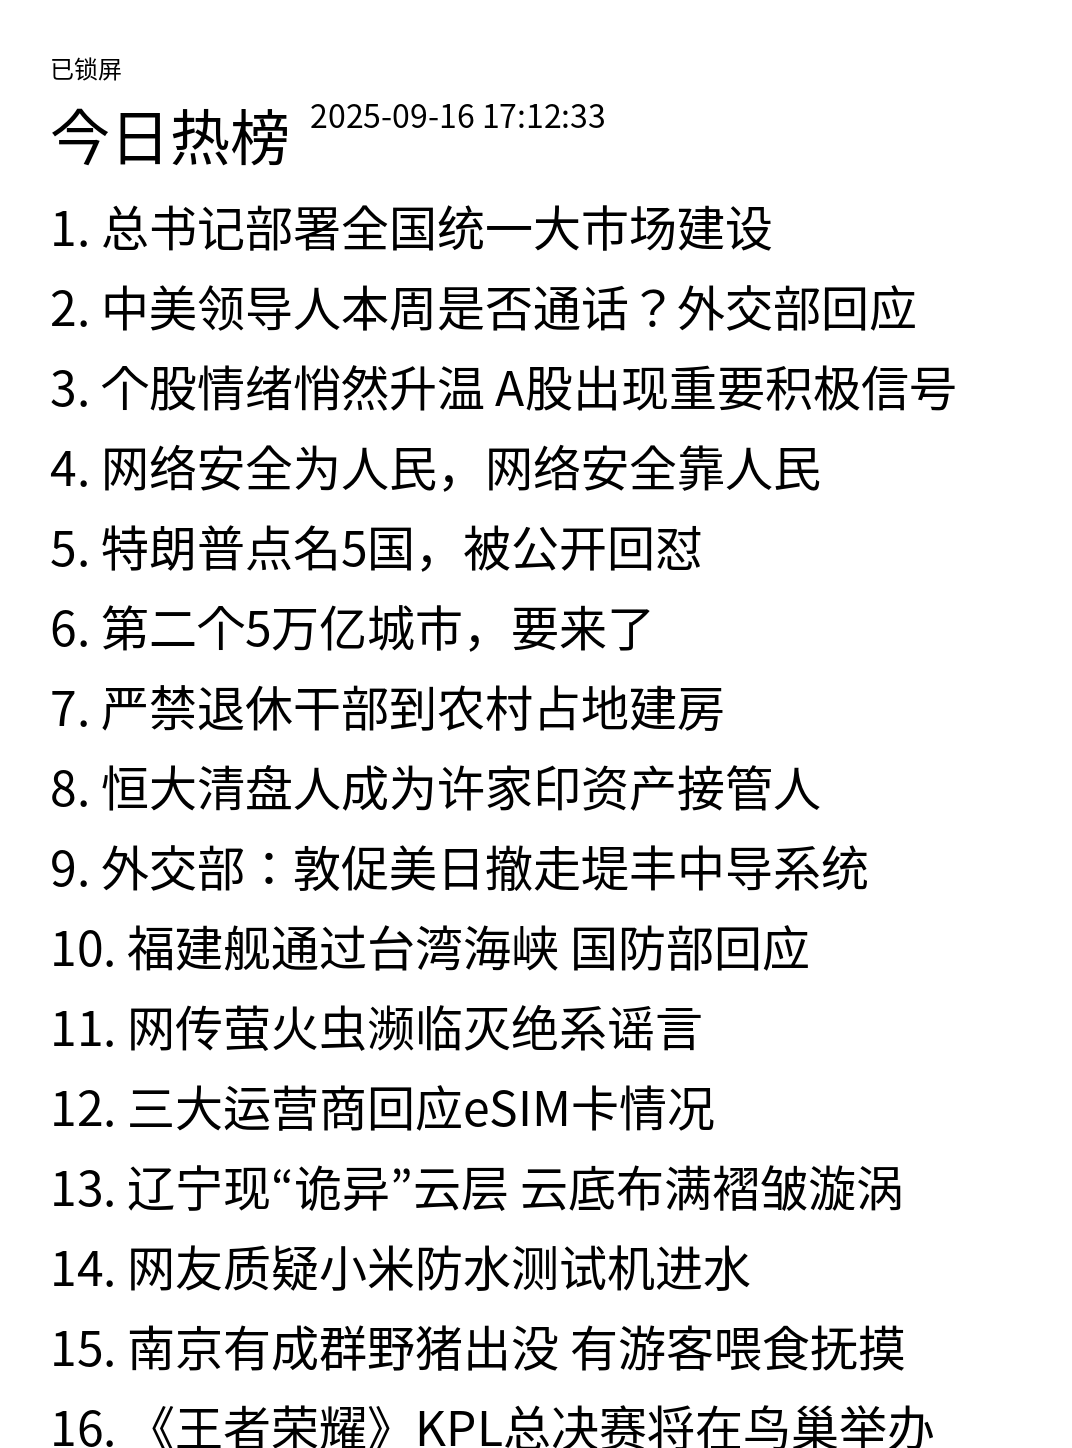 已锁屏
今日热榜 2025-09-16 17:12:33
1. 总书记部署全国统一大市场建设
2. 中美领导人本周是否通话？外交部回应
3. 个股情绪悄然升温 A股出现重要积极信号
4. 网络安全为人民，网络安全靠人民
5. 特朗普点名5国，被公开回怼
6. 第二个5万亿城市，要来了
7. 严禁退休干部到农村占地建房
8. 恒大清盘人成为许家印资产接管人
9. 外交部：敦促美日撤走堤丰中导系统
10. 福建舰通过台湾海峡 国防部回应
11. 网传萤火虫濒临灭绝系谣言
12. 三大运营商回应eSIM卡情况
13. 辽宁现“诡异”云层 云底布满褶皱漩涡
14. 网友质疑小米防水测试机进水
15. 南京有成群野猪出没 有游客喂食抚摸
16. 《王者荣耀》KPL总决赛将在鸟巢举办